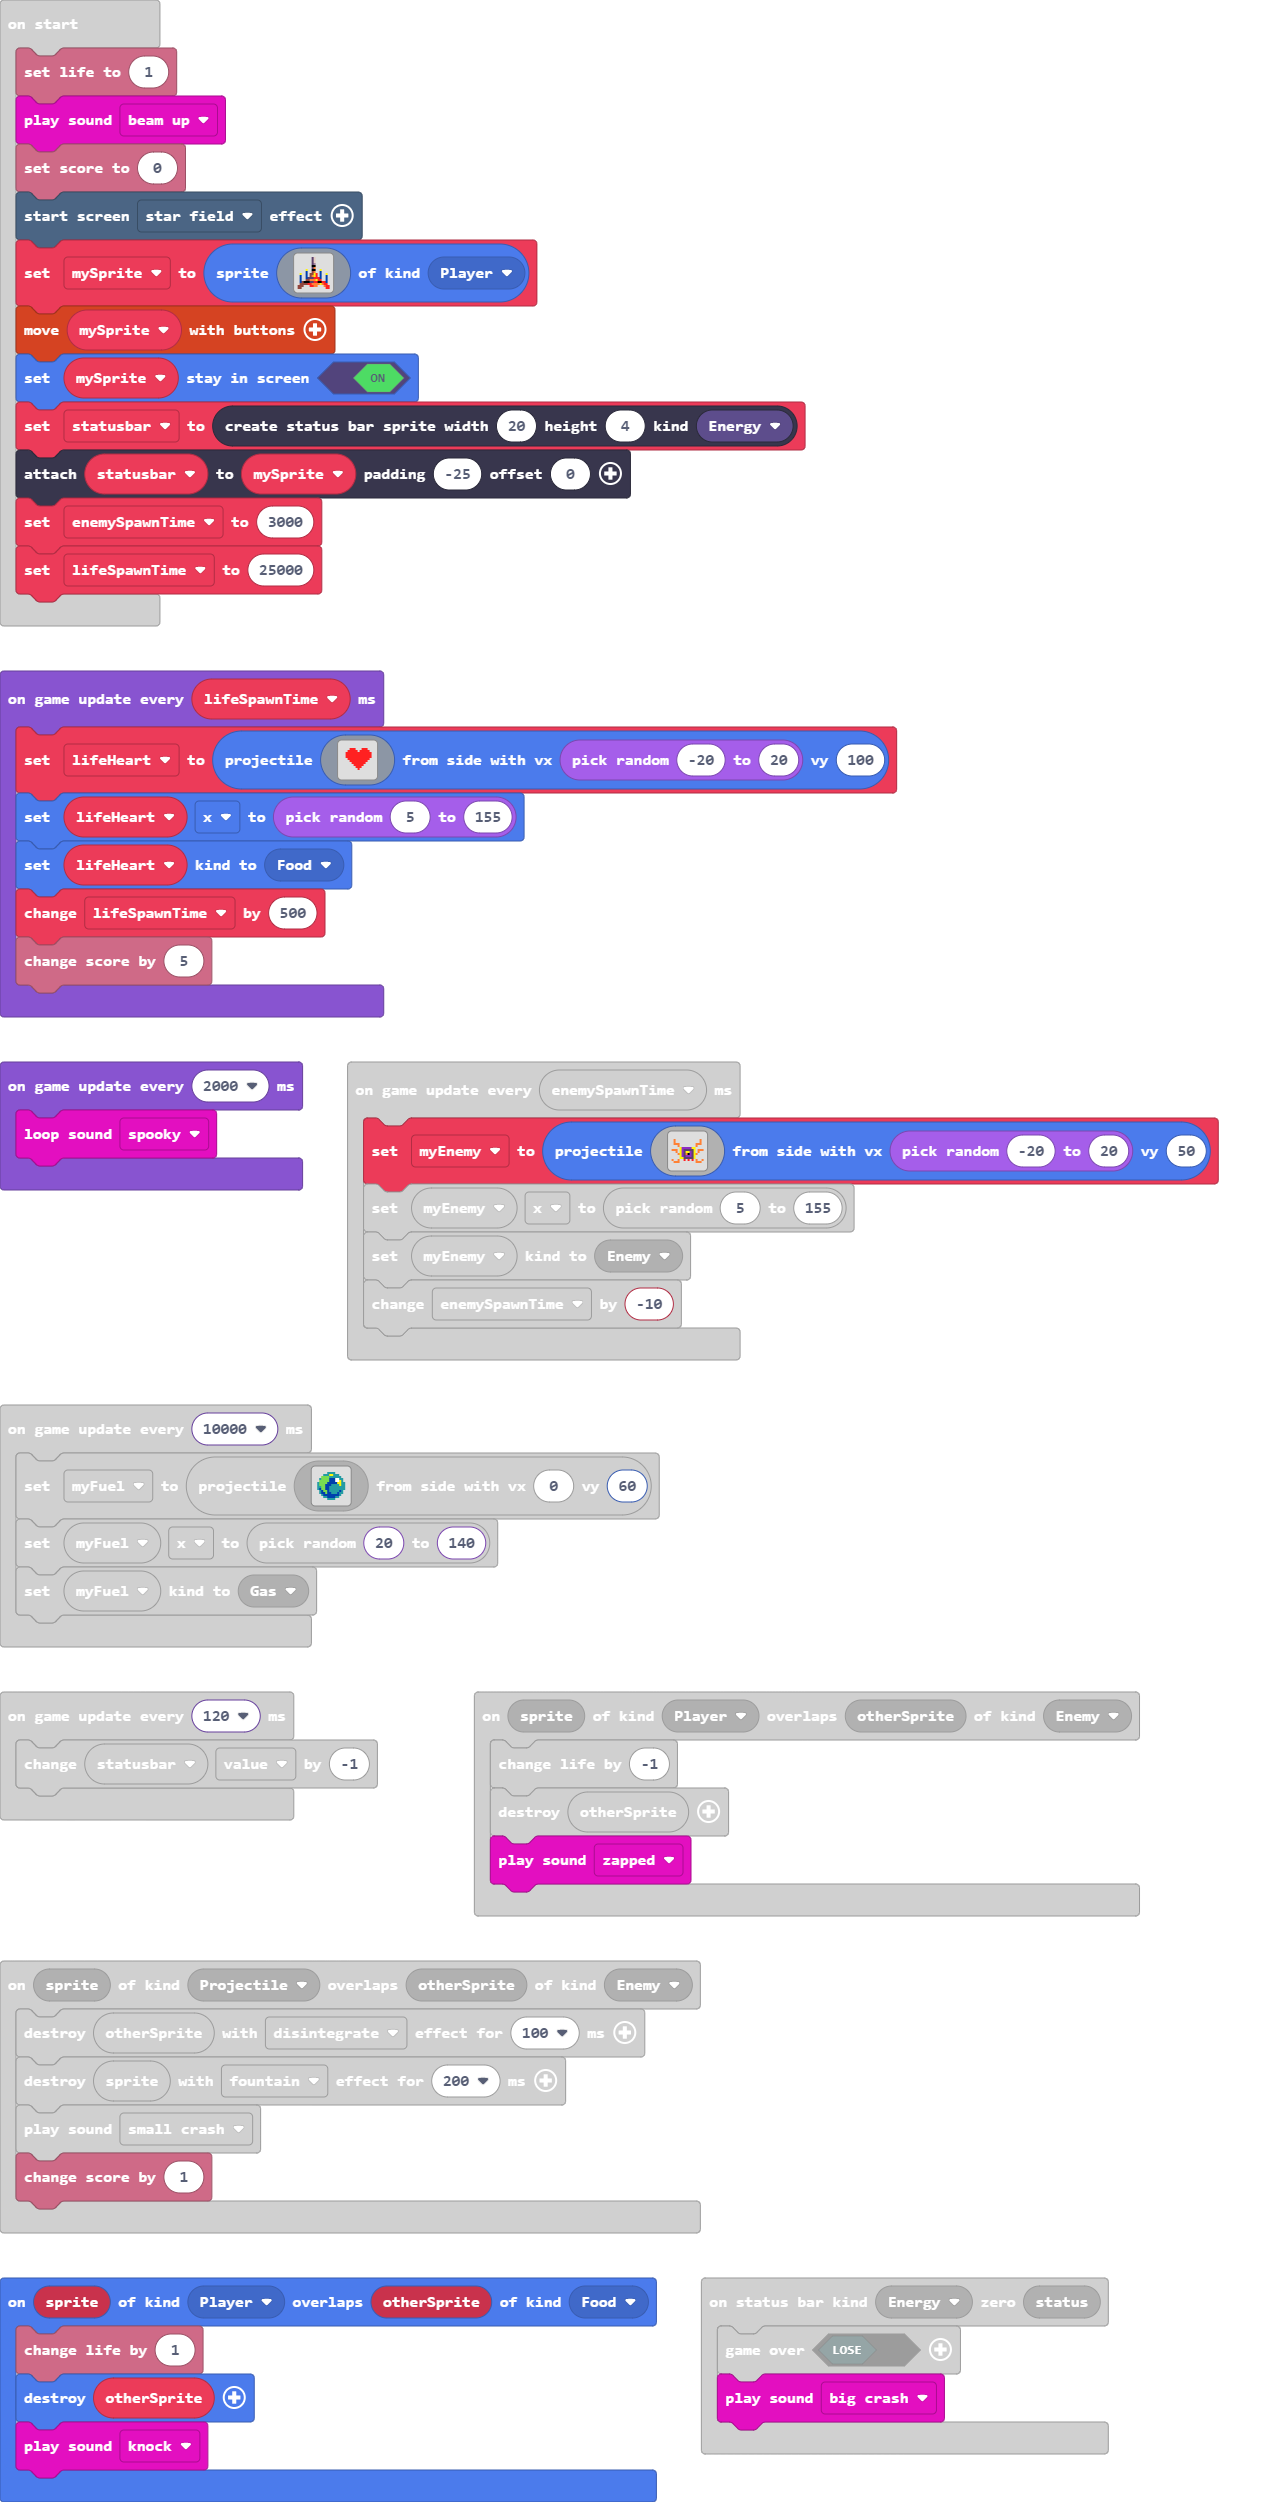 on start
set life to 1
play sound beam up
set score to 0
start screen star field effect
set mySprite to sprite of kind Player
move mySprite with buttons
set mySprite stay in screen ON
set statusbar to create status bar sprite width 20 height 4 kind Energy
attach statusbar to mySprite padding -25 offset 0
set enemySpawnTime to 3000
set lifeSpawnTime to 25000
on game update every lifeSpawnTime ms
set lifeHeart to projectile from side with vx pick random -20 to 20 vy 100
set lifeHeart x to pick random 5 to 155
set lifeHeart kind to Food
change lifeSpawnTime by 500
change score by 5
on game update every 2000 ms
loop sound spooky
on game update every enemySpawnTime ms
set myEnemy to projectile from side with vx pick random -20 to 20 vy 50
set myEnemy x to pick random 5 to 155
set myEnemy kind to Enemy
change enemySpawnTime by -10
on game update every 10000 ms
set myFuel to projectile from side with vx 0 vy 60
set myFuel x to pick random 20 to 140
set myFuel kind to Gas
on game update every 120 ms
change statusbar value by -1
on sprite of kind Player overlaps otherSprite of kind Enemy
change life by -1
destroy otherSprite
play sound zapped
on sprite of kind Projectile overlaps otherSprite of kind Enemy
destroy otherSprite with disintegrate effect for 100 ms
destroy sprite with fountain effect for 200 ms
play sound small crash
change score by 1
on sprite of kind Player overlaps otherSprite of kind Food
change life by 1
destroy otherSprite
play sound knock
on status bar kind Energy zero status
game over LOSE
play sound big crash